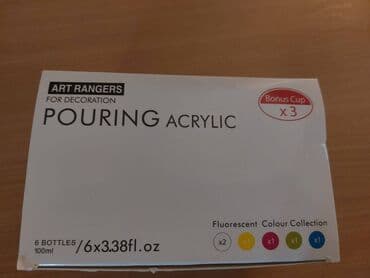 ART RANGERS
FOR DECORATION
POURING ACRYLIC
Bonus Cup
x 3
6 BOTTLES
100ml
/6x3.38fl.oz
Fluorescent Colour Collection
x2 x1 x1 x1 x1